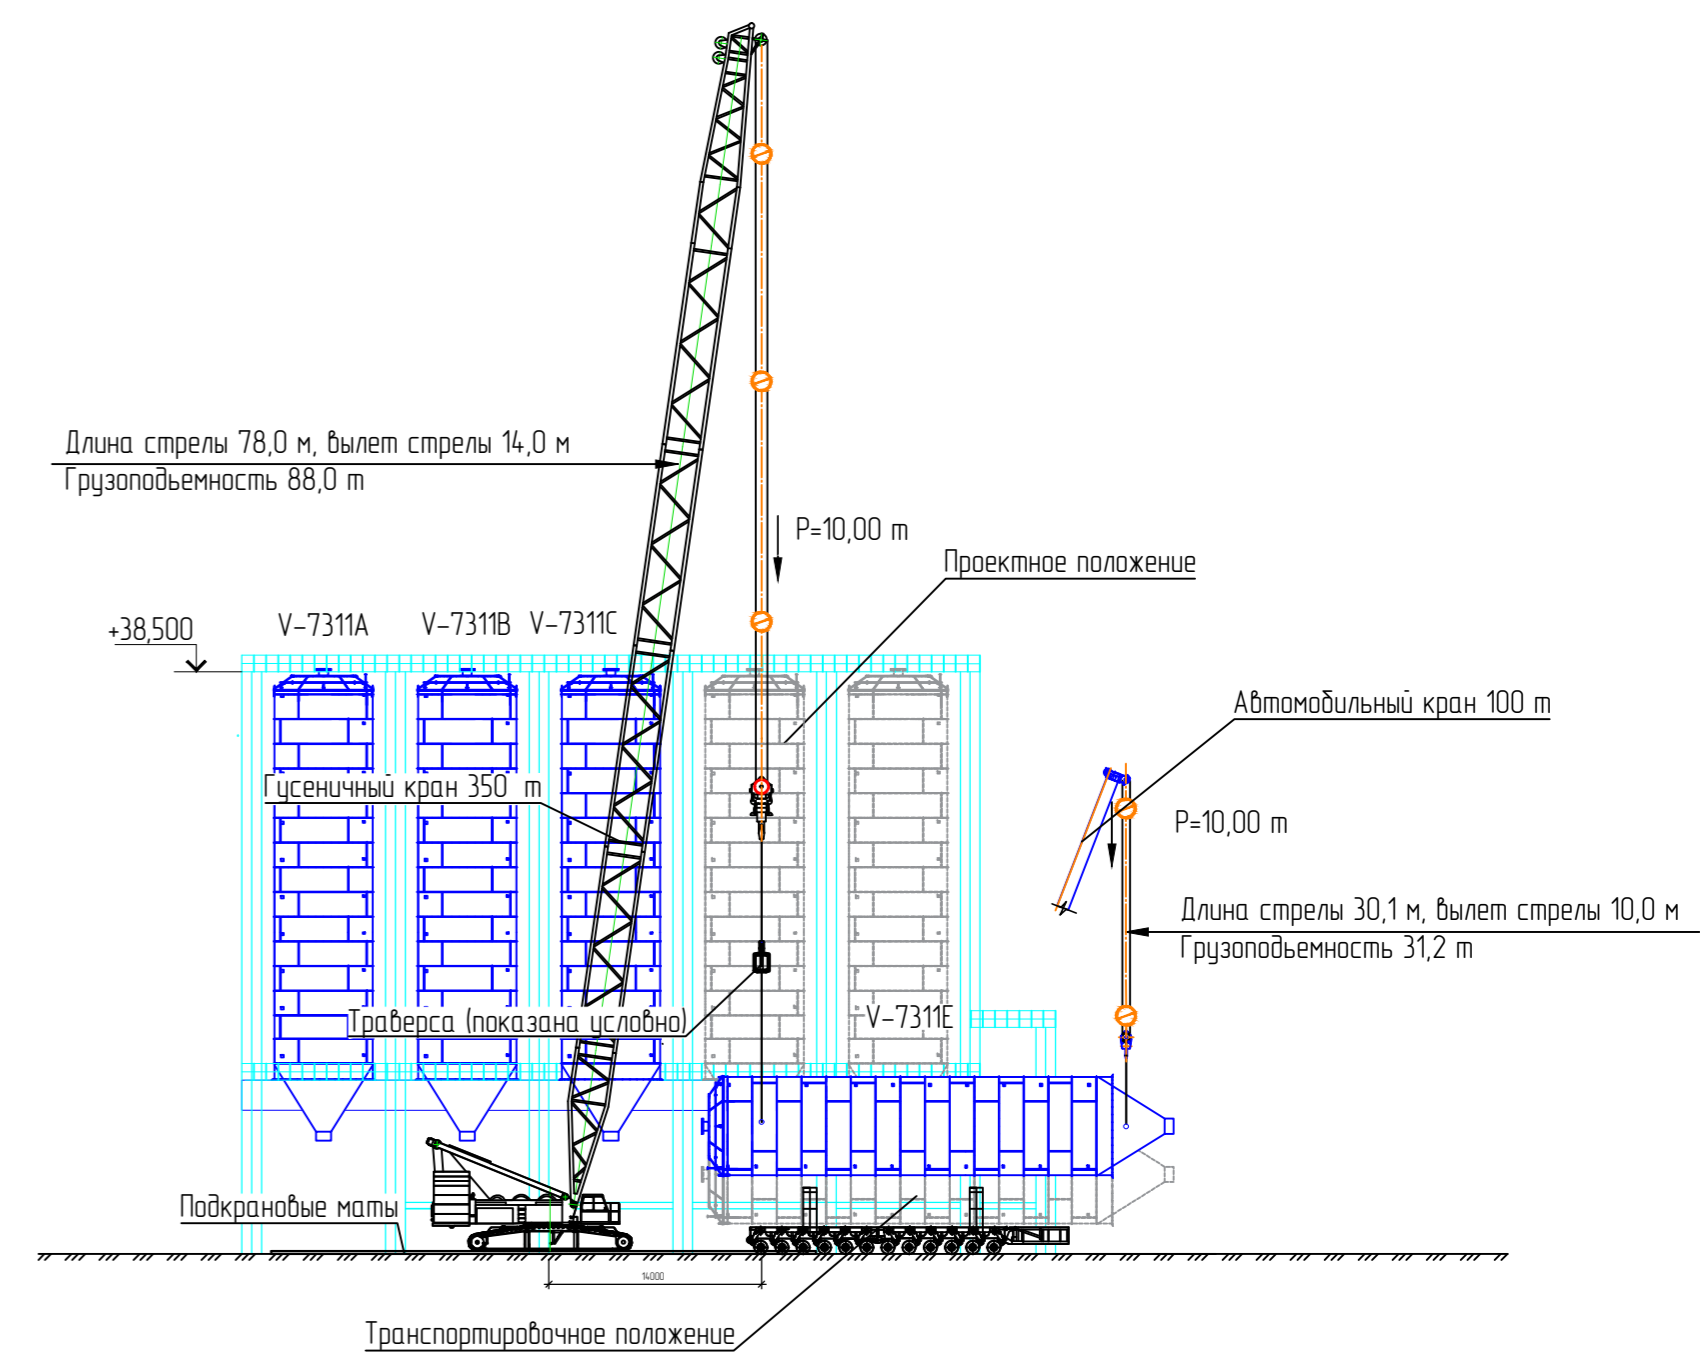 Длина стрелы 78,0 м, вылет стрелы 14,0 м
Грузоподьемность 88,0 т
P=10,00 т
Проектное положение
+38,500
V-7311A
V-7311B
V-7311C
Автомобильный кран 100 т
Гусеничный кран 350 т
P=10,00 т
Длина стрелы 30,1 м, вылет стрелы 10,0 м
Грузоподьемность 31,2 т
Траверса (показана условно)
V-7311E
Подкрановые маты
14000
Транспортировочное положение